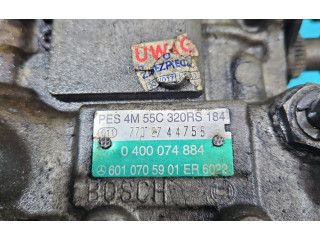 UWAG
PES 4M 55C 320RS 184
011 770 27 44755
0 400 074 884
601 070 59 01 ER 6022
BOSCH